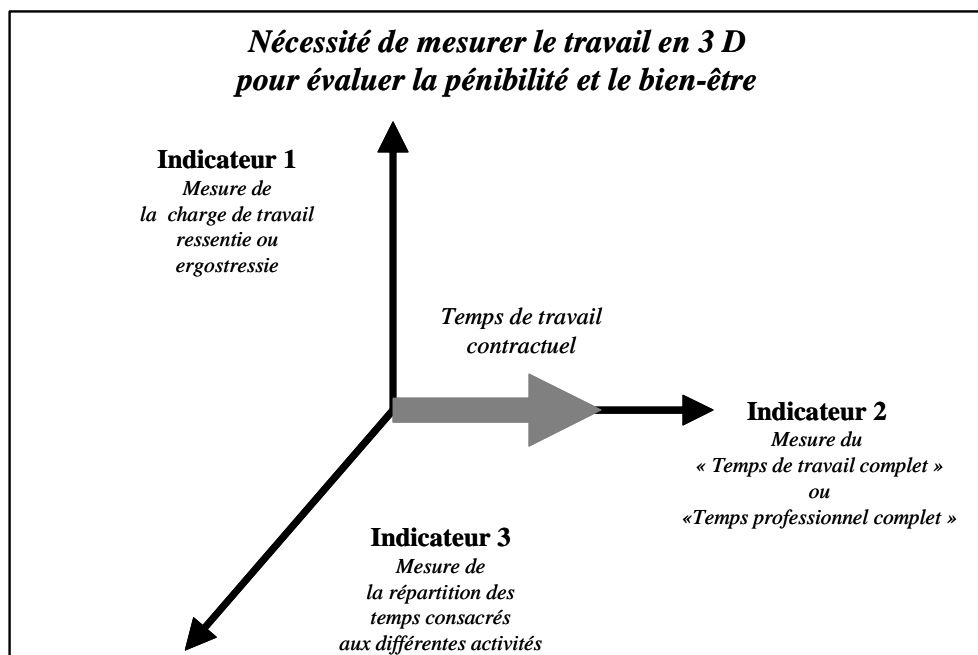 Nécessité de mesurer le travail en 3 D
pour évaluer la pénibilité et le bien-être
Indicateur 1
Mesure de
la charge de travail
ressentie ou
ergostressie
Temps de travail
contractuel
Indicateur 2
Mesure du
« Temps de travail complet »
ou
«Temps professionnel complet »
Indicateur 3
Mesure de
la répartition des
temps consacrés
aux différentes activités